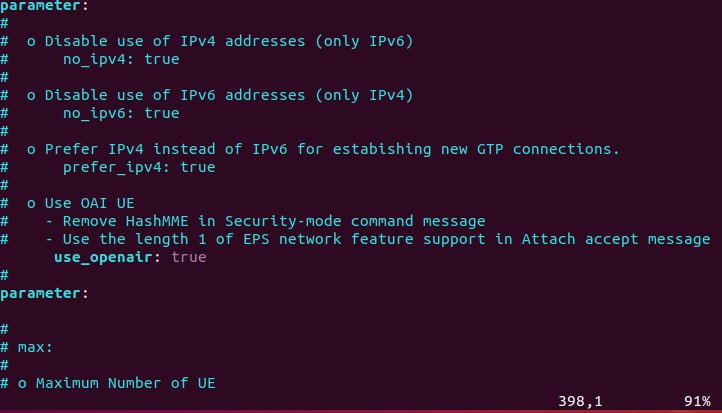 parameter:
#
#  o Disable use of IPv4 addresses (only IPv6)
#      no_ipv4: true
#
#  o Disable use of IPv6 addresses (only IPv4)
#      no_ipv6: true
#
#  o Prefer IPv4 instead of IPv6 for estabishing new GTP connections.
#      prefer_ipv4: true
#
#  o Use OAI UE
#    - Remove HashMME in Security-mode command message
#    - Use the length 1 of EPS network feature support in Attach accept message
      use_openair: true
#
parameter:

#
# max:
#
# o Maximum Number of UE
398,1 91%